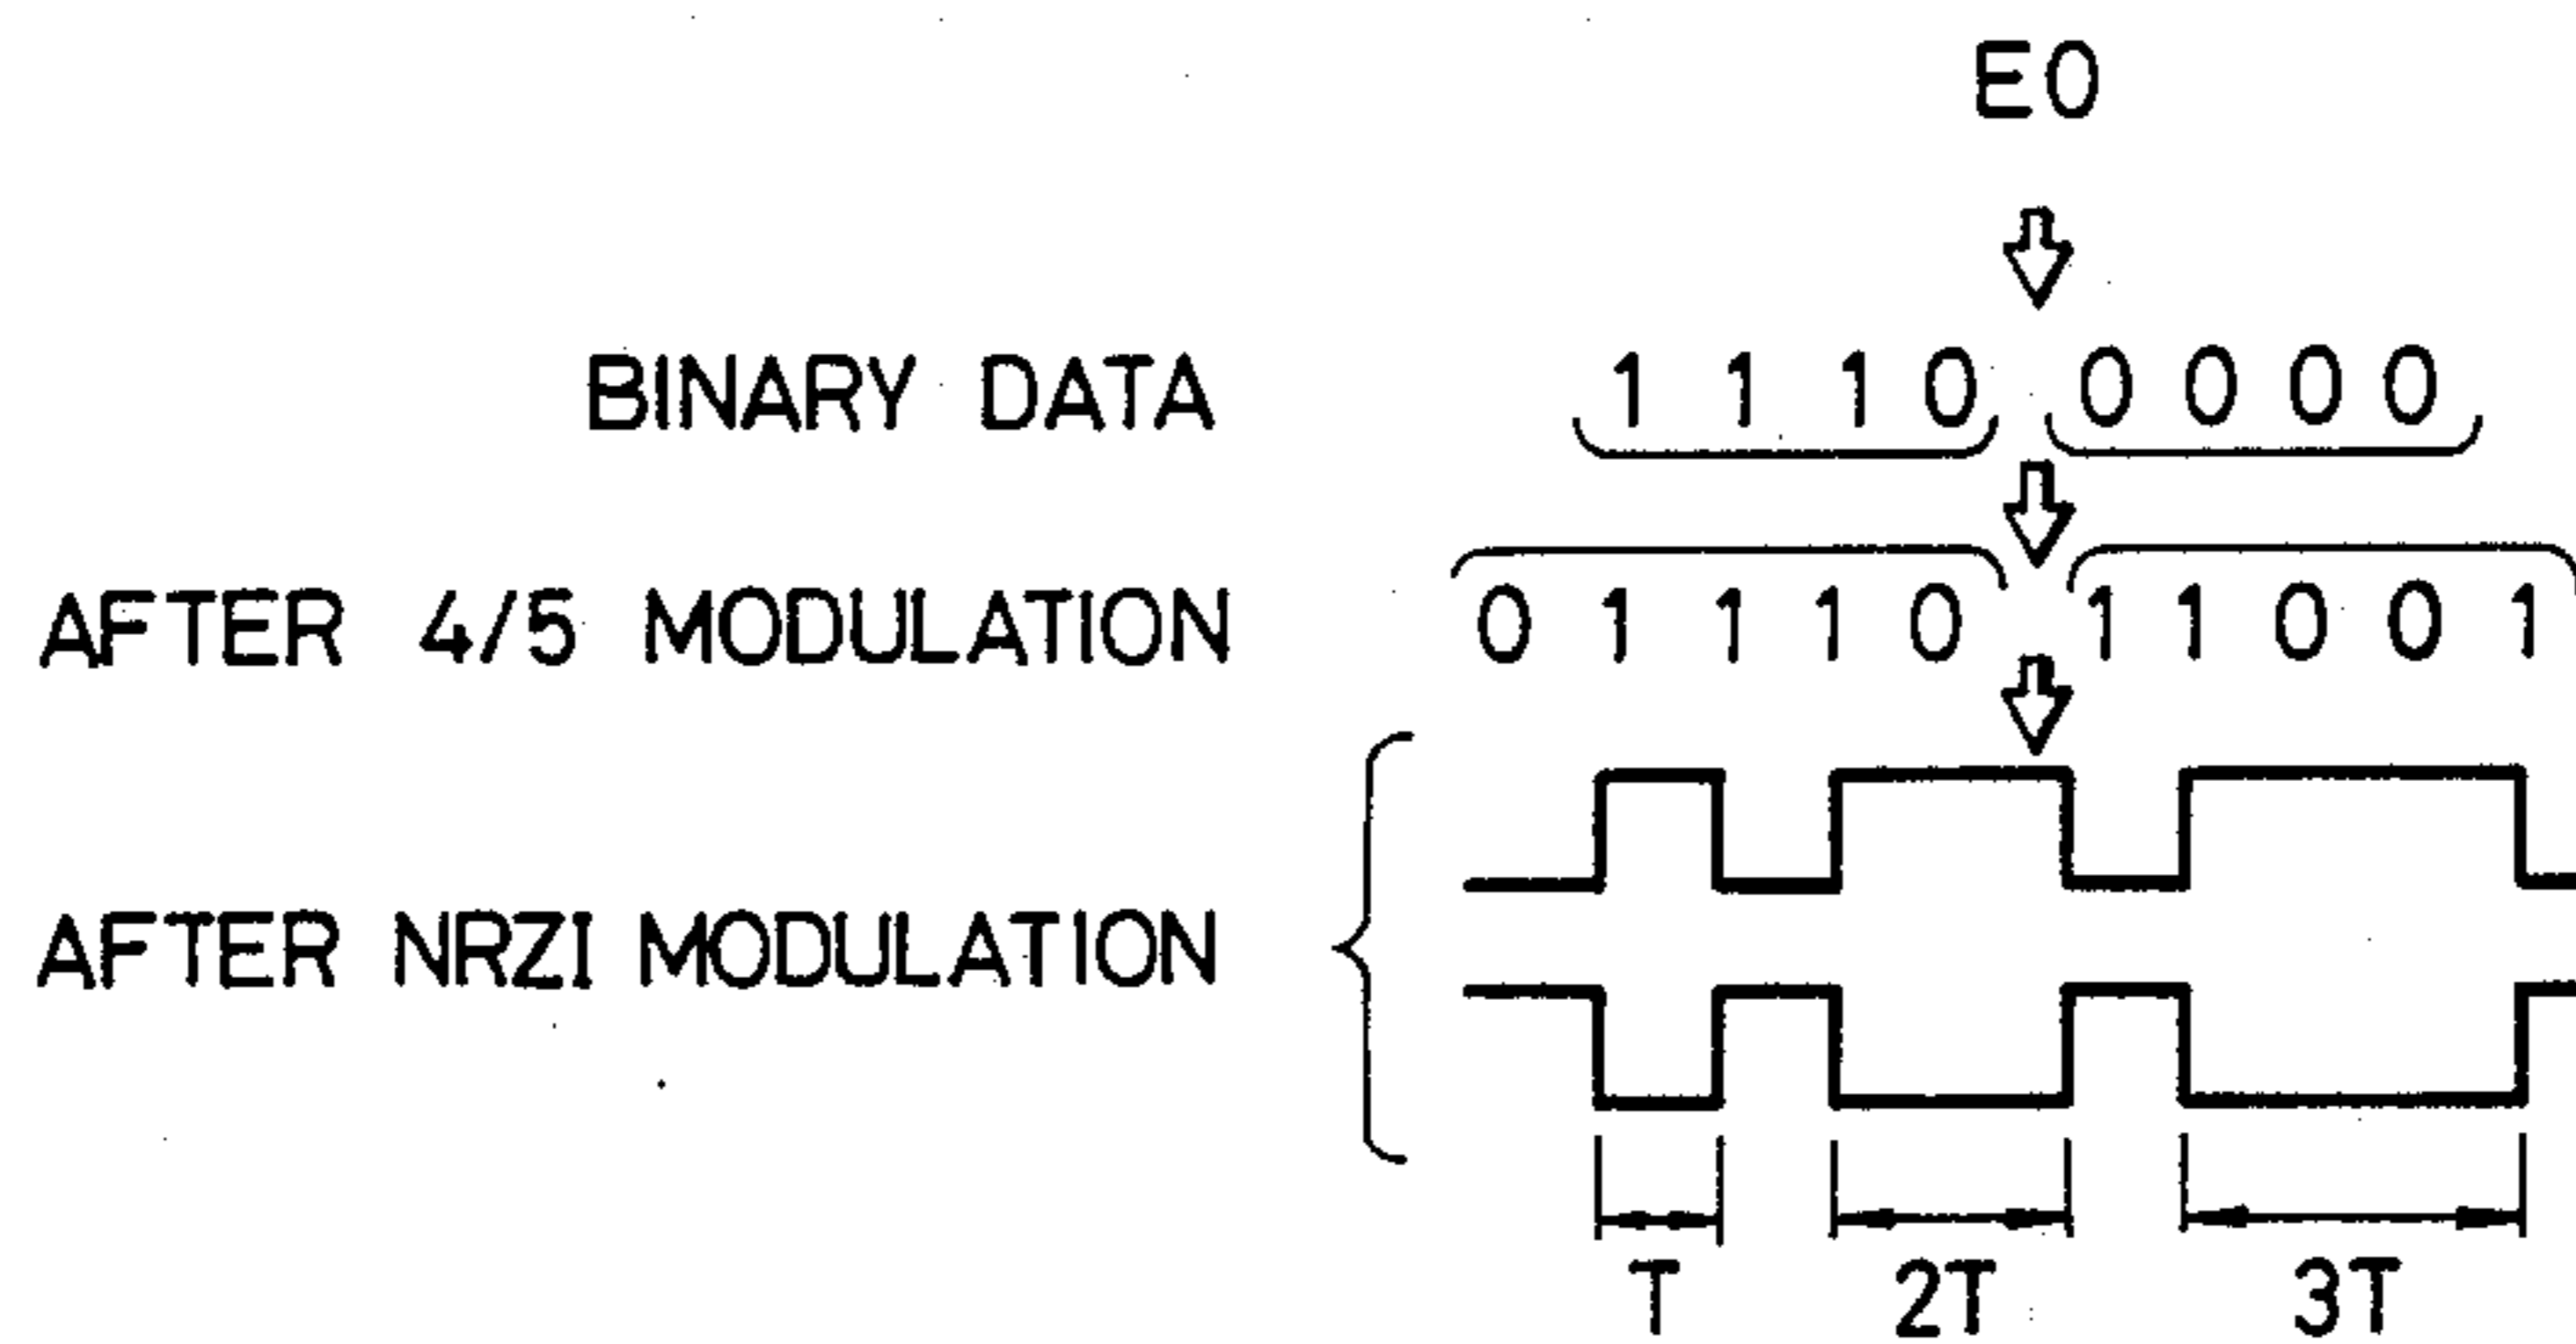 E0
BINARY DATA 1 1 1 0 0 0 0 0
AFTER 4/5 MODULATION 0 1 1 1 0 1 1 0 0 1
AFTER NRZI MODULATION
T 2T 3T